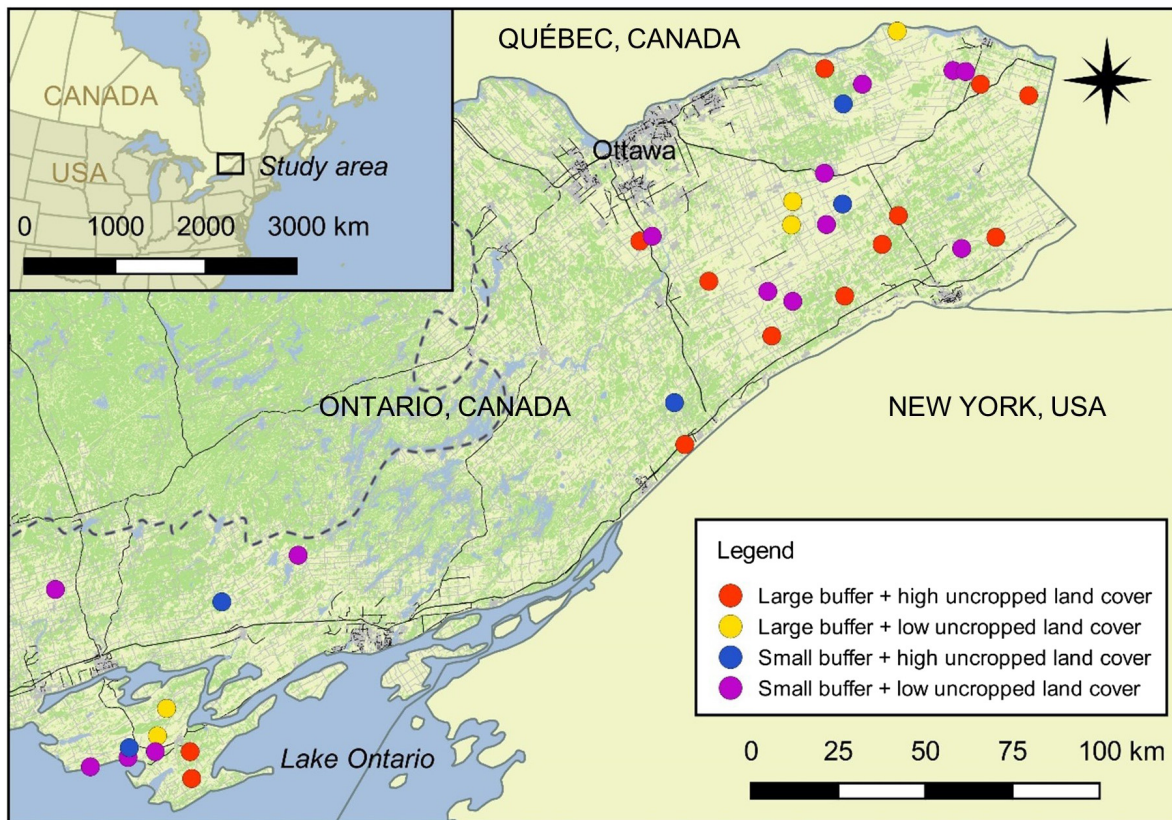 QUÉBEC, CANADA
CANADA
USA
Study area
0 1000 2000 3000 km
Ottawa
ONTARIO, CANADA
NEW YORK, USA
Legend
Large buffer + high uncropped land cover
Large buffer + low uncropped land cover
Small buffer + high uncropped land cover
Small buffer + low uncropped land cover
Lake Ontario
0 25 50 75 100 km